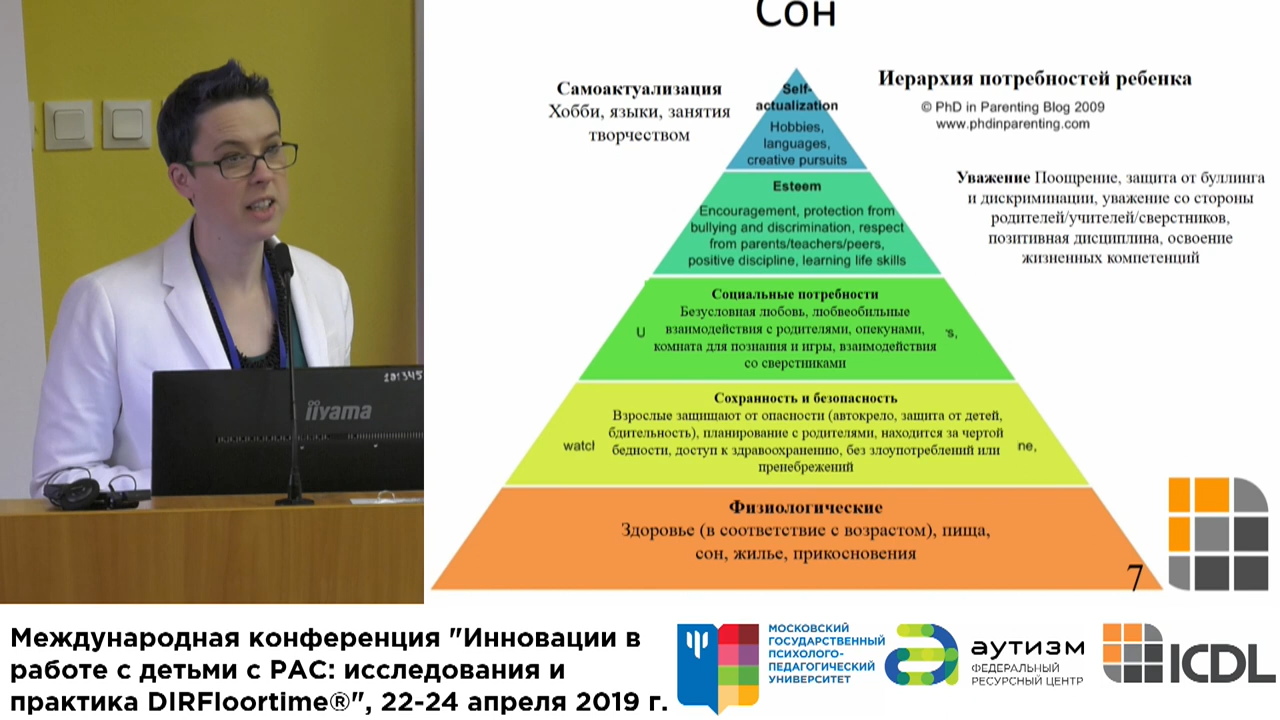 Сон
Самоактуализация
Хобби, языки, занятия
творчеством
Self-
actualization
Hobbies,
languages,
creative pursuits
Иерархия потребностей ребенка
© PhD in Parenting Blog 2009
www.phdinparenting.com
Esteem
Encouragement, protection from
bullying and discrimination, respect
from parents/teachers/peers,
positive discipline, learning life skills
Уважение Поощрение, защита от буллинга
и дискриминации, уважение со стороны
родителей/учителей/сверстников,
позитивная дисциплина, освоение
жизненных компетенций
Социальные потребности
Безусловная любовь, любвеобильные
U взаимодействия с родителями, опекунами, 's,
комната для познания и игры, взаимодействия
со сверстниками
Сохранность и безопасность
Взрослые защищают от опасности (автокрело, защита от детей,
бдительность), планирование с родителями, находится за чертой
watcl бедности, доступ к здравоохранению, без злоупотреблений или ne,
пренебрежений
Физиологические
Здоровье (в соответствие с возрастом), пища,
сон, жилье, прикосновения
7
101345
iiyama
Международная конференция "Инновации в
работе с детьми с РАС: исследования и
практика DIRFloortime®", 22-24 апреля 2019 г.
МОСКОВСКИЙ
ГОСУДАРСТВЕННЫЙ
ПСИХОЛОГО-
ПЕДАГОГИЧЕСКИЙ
УНИВЕРСИТЕТ
аутизм
ФЕДЕРАЛЬНЫЙ
РЕСУРСНЫЙ ЦЕНТР
ICDL